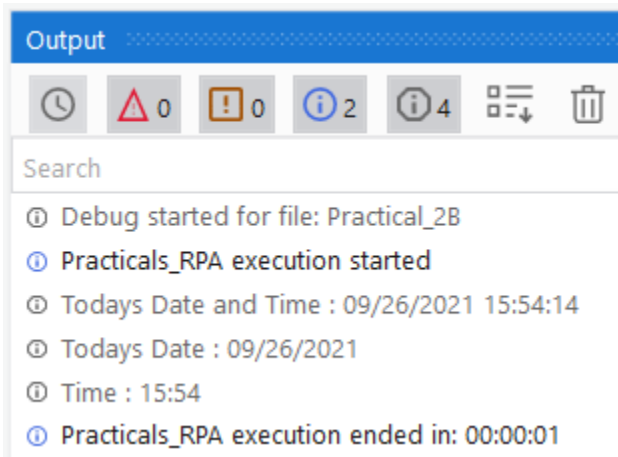 Output
0 0 2 4
Search
Debug started for file: Practical_2B
Practicals_RPA execution started
Todays Date and Time : 09/26/2021 15:54:14
Todays Date : 09/26/2021
Time : 15:54
Practicals_RPA execution ended in: 00:00:01